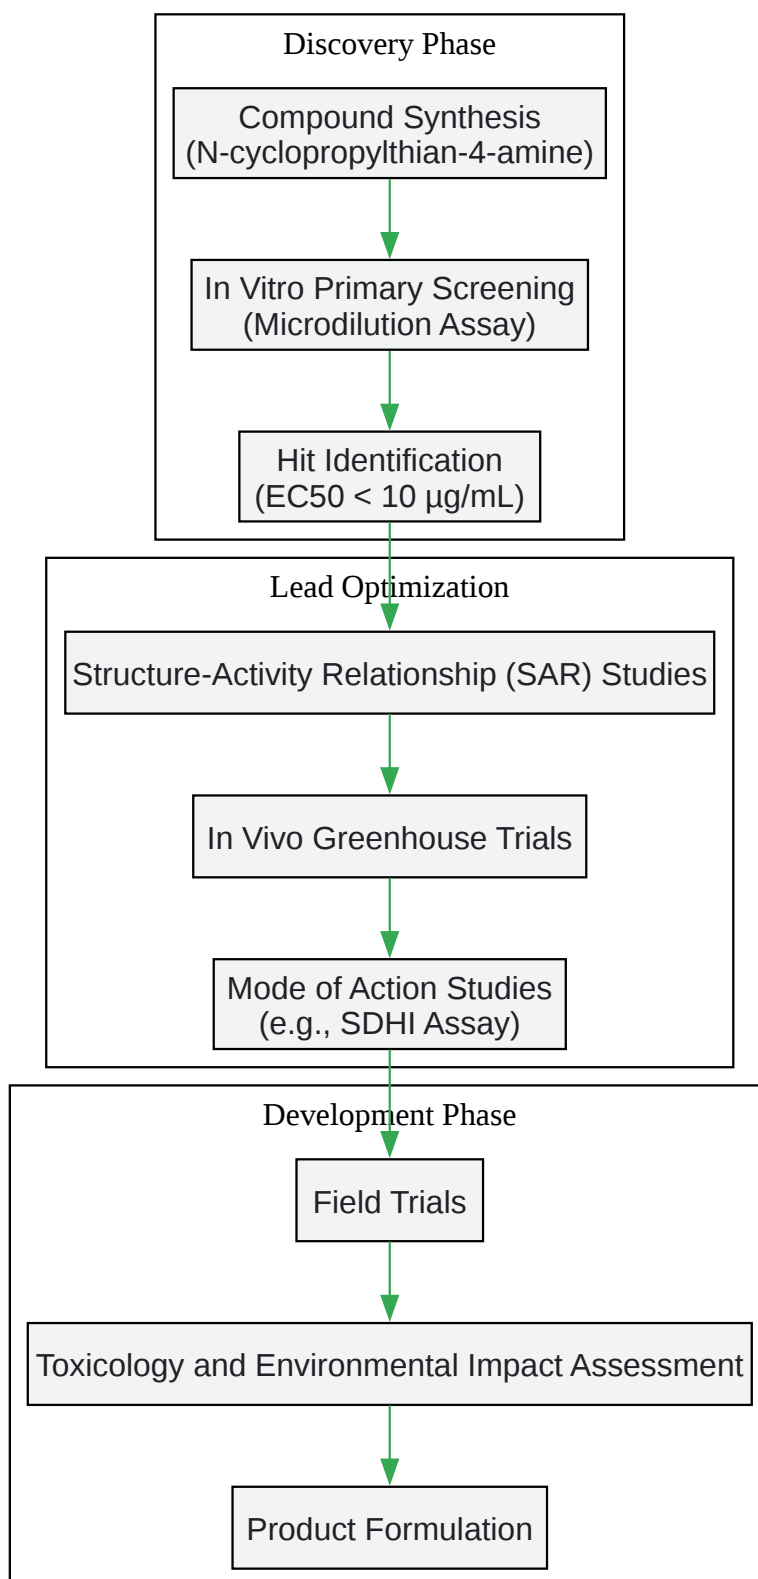 Discovery Phase
Compound Synthesis
(N-cyclopropylthian-4-amine)
In Vitro Primary Screening
(Microdilution Assay)
Hit Identification
(EC50 < 10 µg/mL)
Lead Optimization
Structure-Activity Relationship (SAR) Studies
In Vivo Greenhouse Trials
Mode of Action Studies
(e.g., SDHI Assay)
Development Phase
Field Trials
Toxicology and Environmental Impact Assessment
Product Formulation